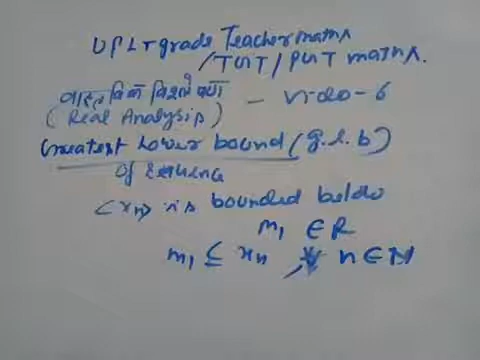 UP LT grade Teacher maths
/TGT/PGT maths.
वास्तविक विश्लेषण - Video-6
(Real Analysis)
Greatest Lower bound (g.l.b)
of sequence
<xn> is bounded below
m1 ∈ R
m1 ≤ xn, ∀ n ∈ N